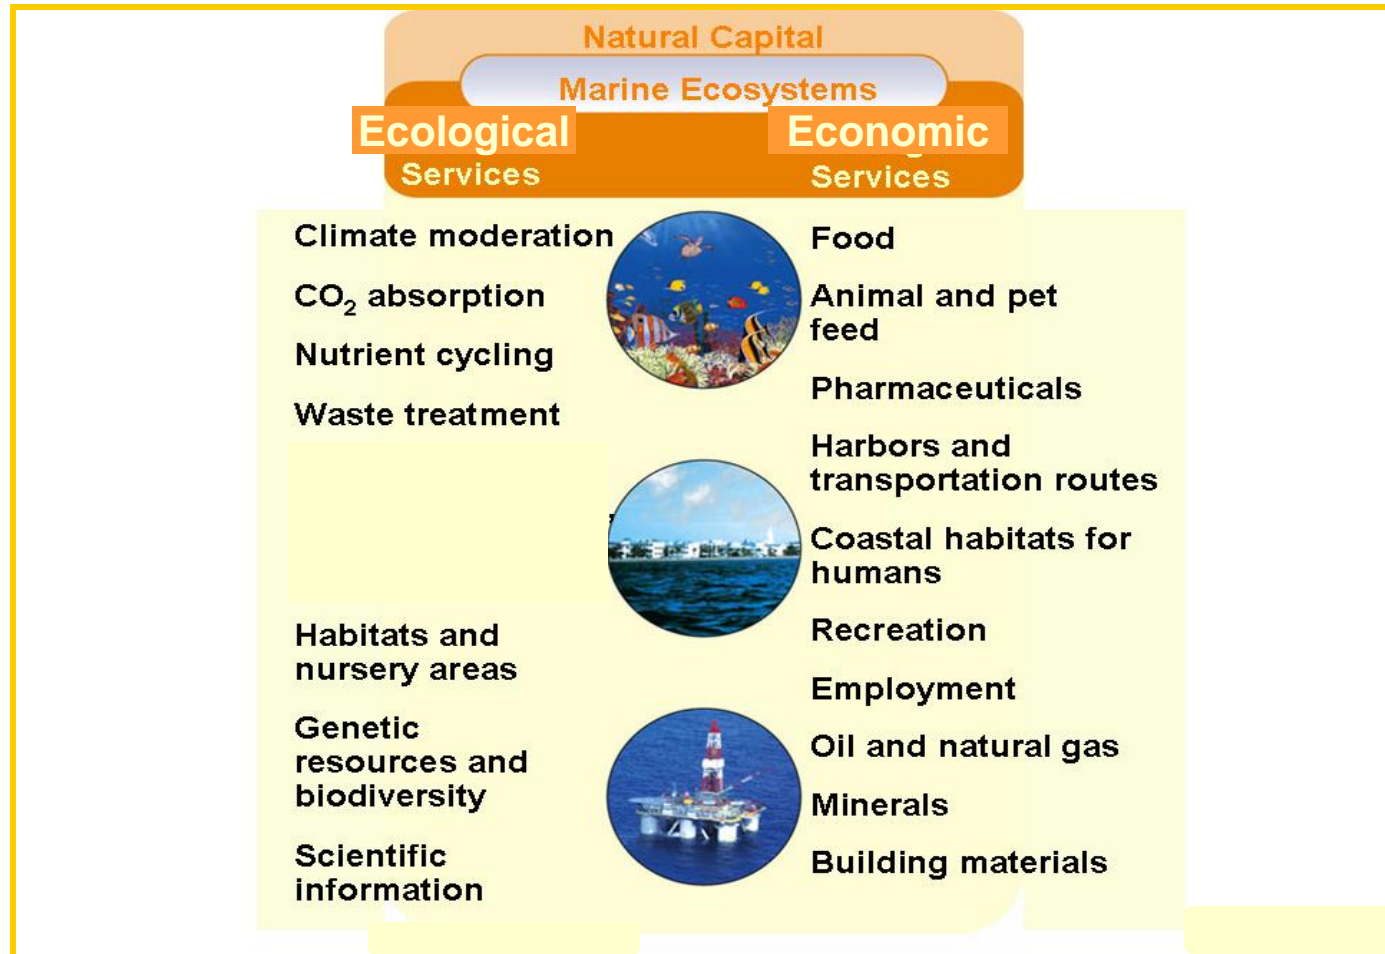 Natural Capital
Marine Ecosystems
Ecological
Services
Climate moderation
CO₂ absorption
Nutrient cycling
Waste treatment
Habitats and
nursery areas
Genetic
resources and
biodiversity
Scientific
information
Economic
Services
Food
Animal and pet
feed
Pharmaceuticals
Harbors and
transportation routes
Coastal habitats for
humans
Recreation
Employment
Oil and natural gas
Minerals
Building materials